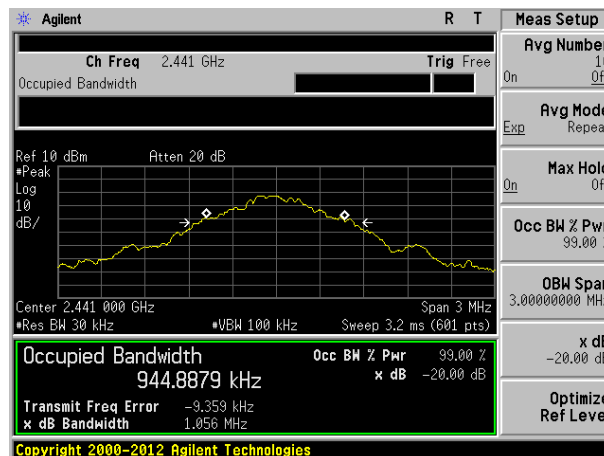 Agilent R T Meas Setup
Ch Freq 2.441 GHz Trig Free
Occupied Bandwidth
Avg Number
On
Avg Mode
Exp Repea
Max Hold
On
Occ BW % Pwr
99.00
OBW Span
3.00000000 MH
x dB
-20.00 dB
Optimize
Ref Level
Ref 10 dBm Atten 20 dB
#Peak
Log
10
dB/
Center 2.441 000 GHz Span 3 MHz
#Res BW 30 kHz #VBW 100 kHz Sweep 3.2 ms (601 pts)
Occupied Bandwidth Occ BW % Pwr 99.00 %
944.8879 kHz x dB -20.00 dB
Transmit Freq Error -9.359 kHz
x dB Bandwidth 1.056 MHz
Copyright 2000-2012 Agilent Technologies